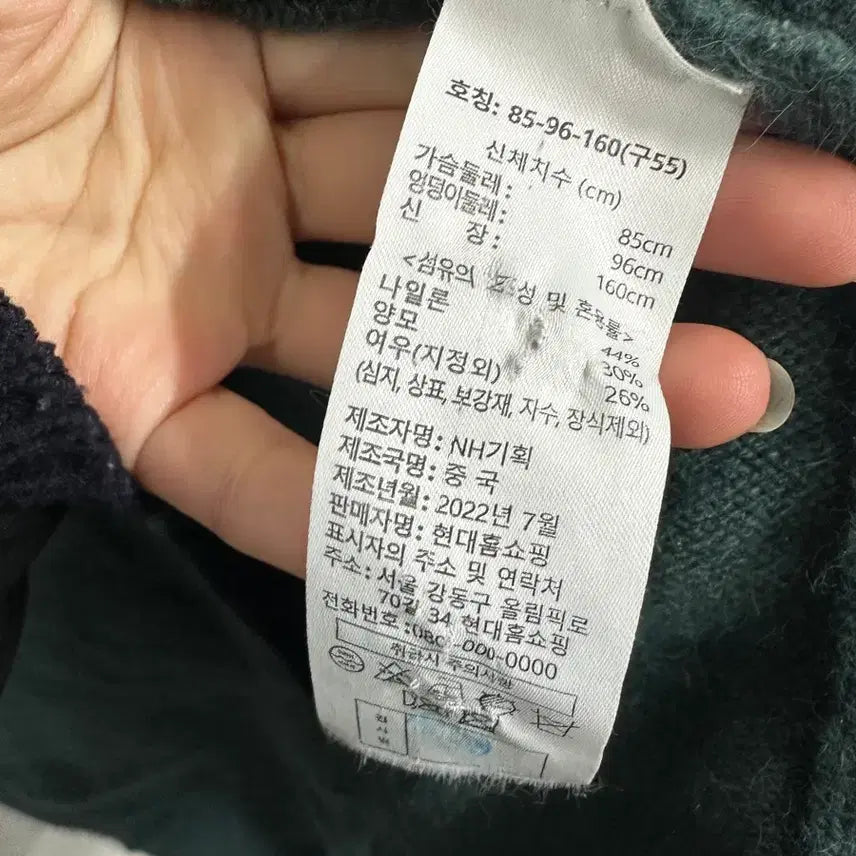 호칭: 85-96-160(구55)
신체치수 (cm)
가슴둘레: 85cm
엉덩이둘레: 96cm
신 장: 160cm
<섬유의 조성 및 혼용률>
나일론 44%
양모 30%
여우(지정외) 26%
(심지, 상표, 보강재, 자수, 장식제외)
제조자명: NH기획
제조국명: 중 국
제조년월: 2022년 7월
판매자명: 현대홈쇼핑
표시자의 주소 및 연락처
주소: 서울 강동구 올림픽로
70길 34 현대홈쇼핑
전화번호:080-000-0000
취급시 주의사항